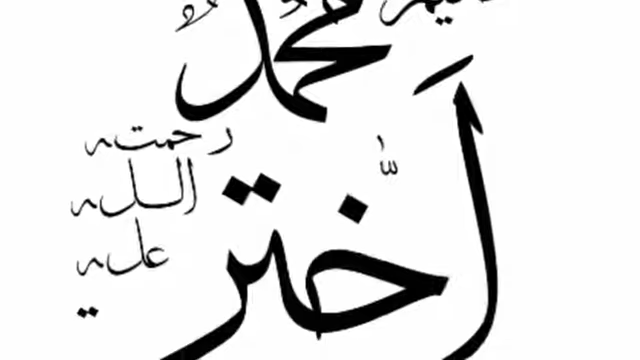 محمد
اختر
رحمتہ
اللہ
علیہ